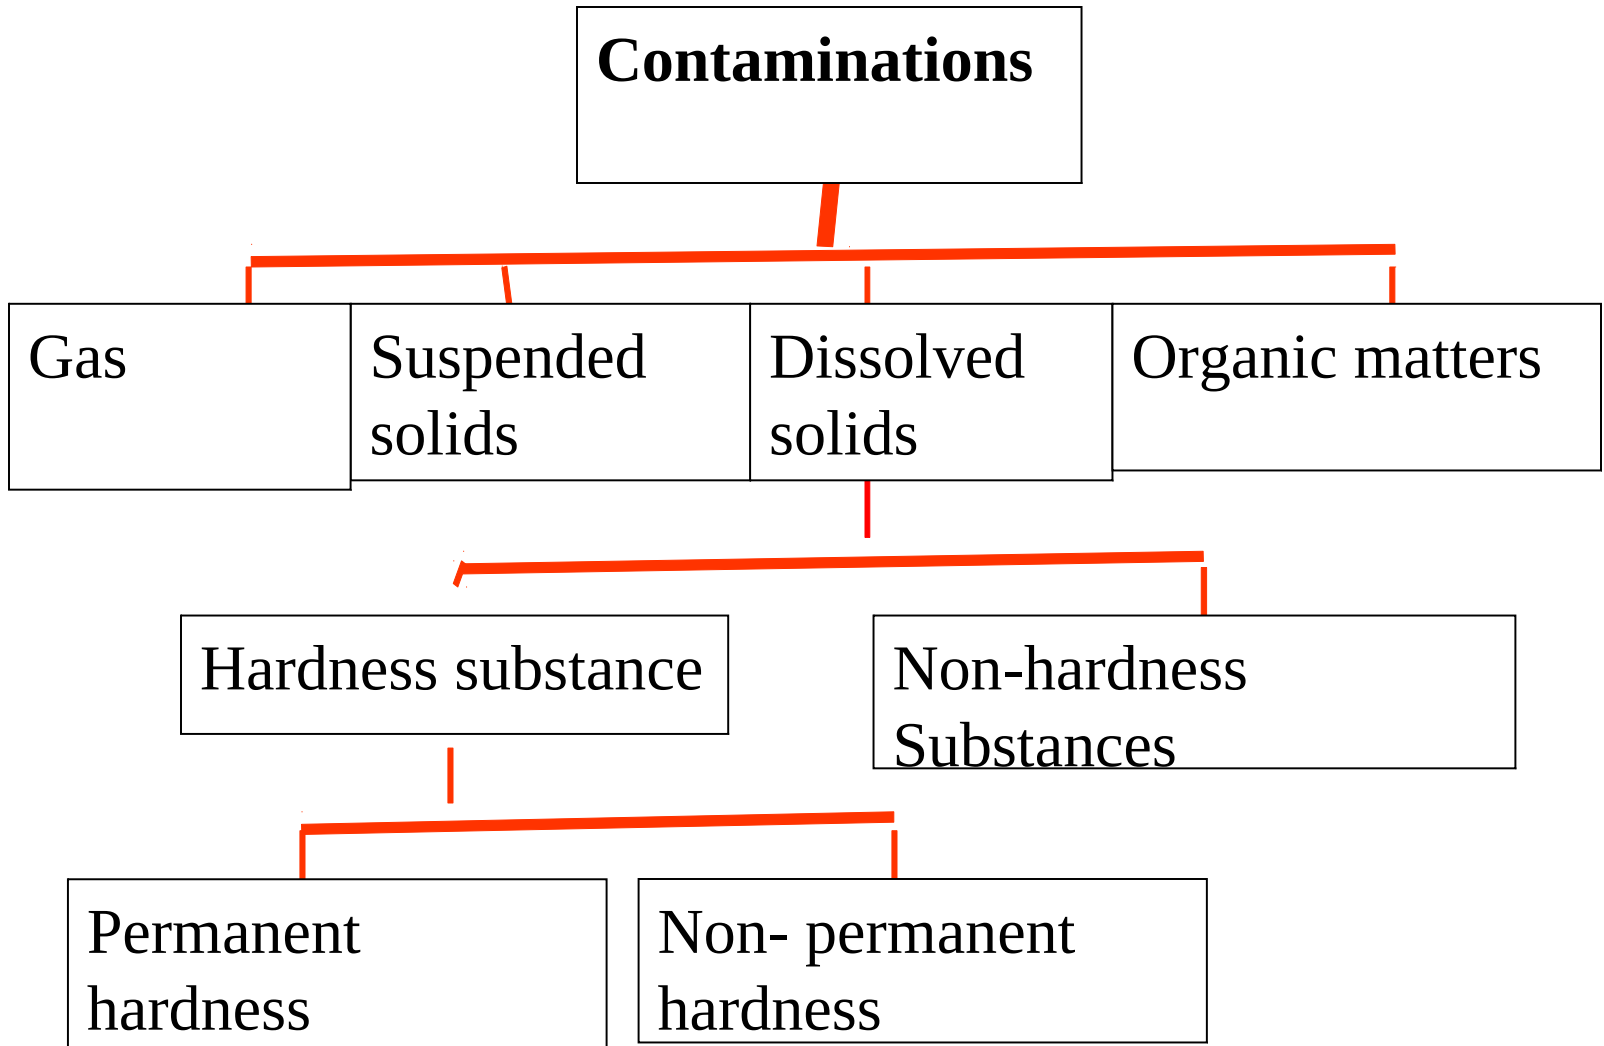 Contaminations
Gas
Suspended
solids
Dissolved
solids
Organic matters
Hardness substance
Non-hardness
Substances
Permanent
hardness
Non- permanent
hardness